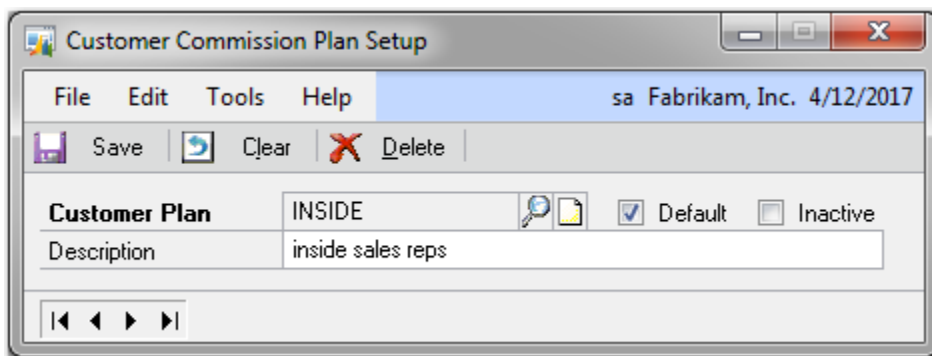 Customer Commission Plan Setup
File Edit Tools Help sa Fabrikam, Inc. 4/12/2017
Save Clear Delete
Customer Plan INSIDE Default Inactive
Description inside sales reps